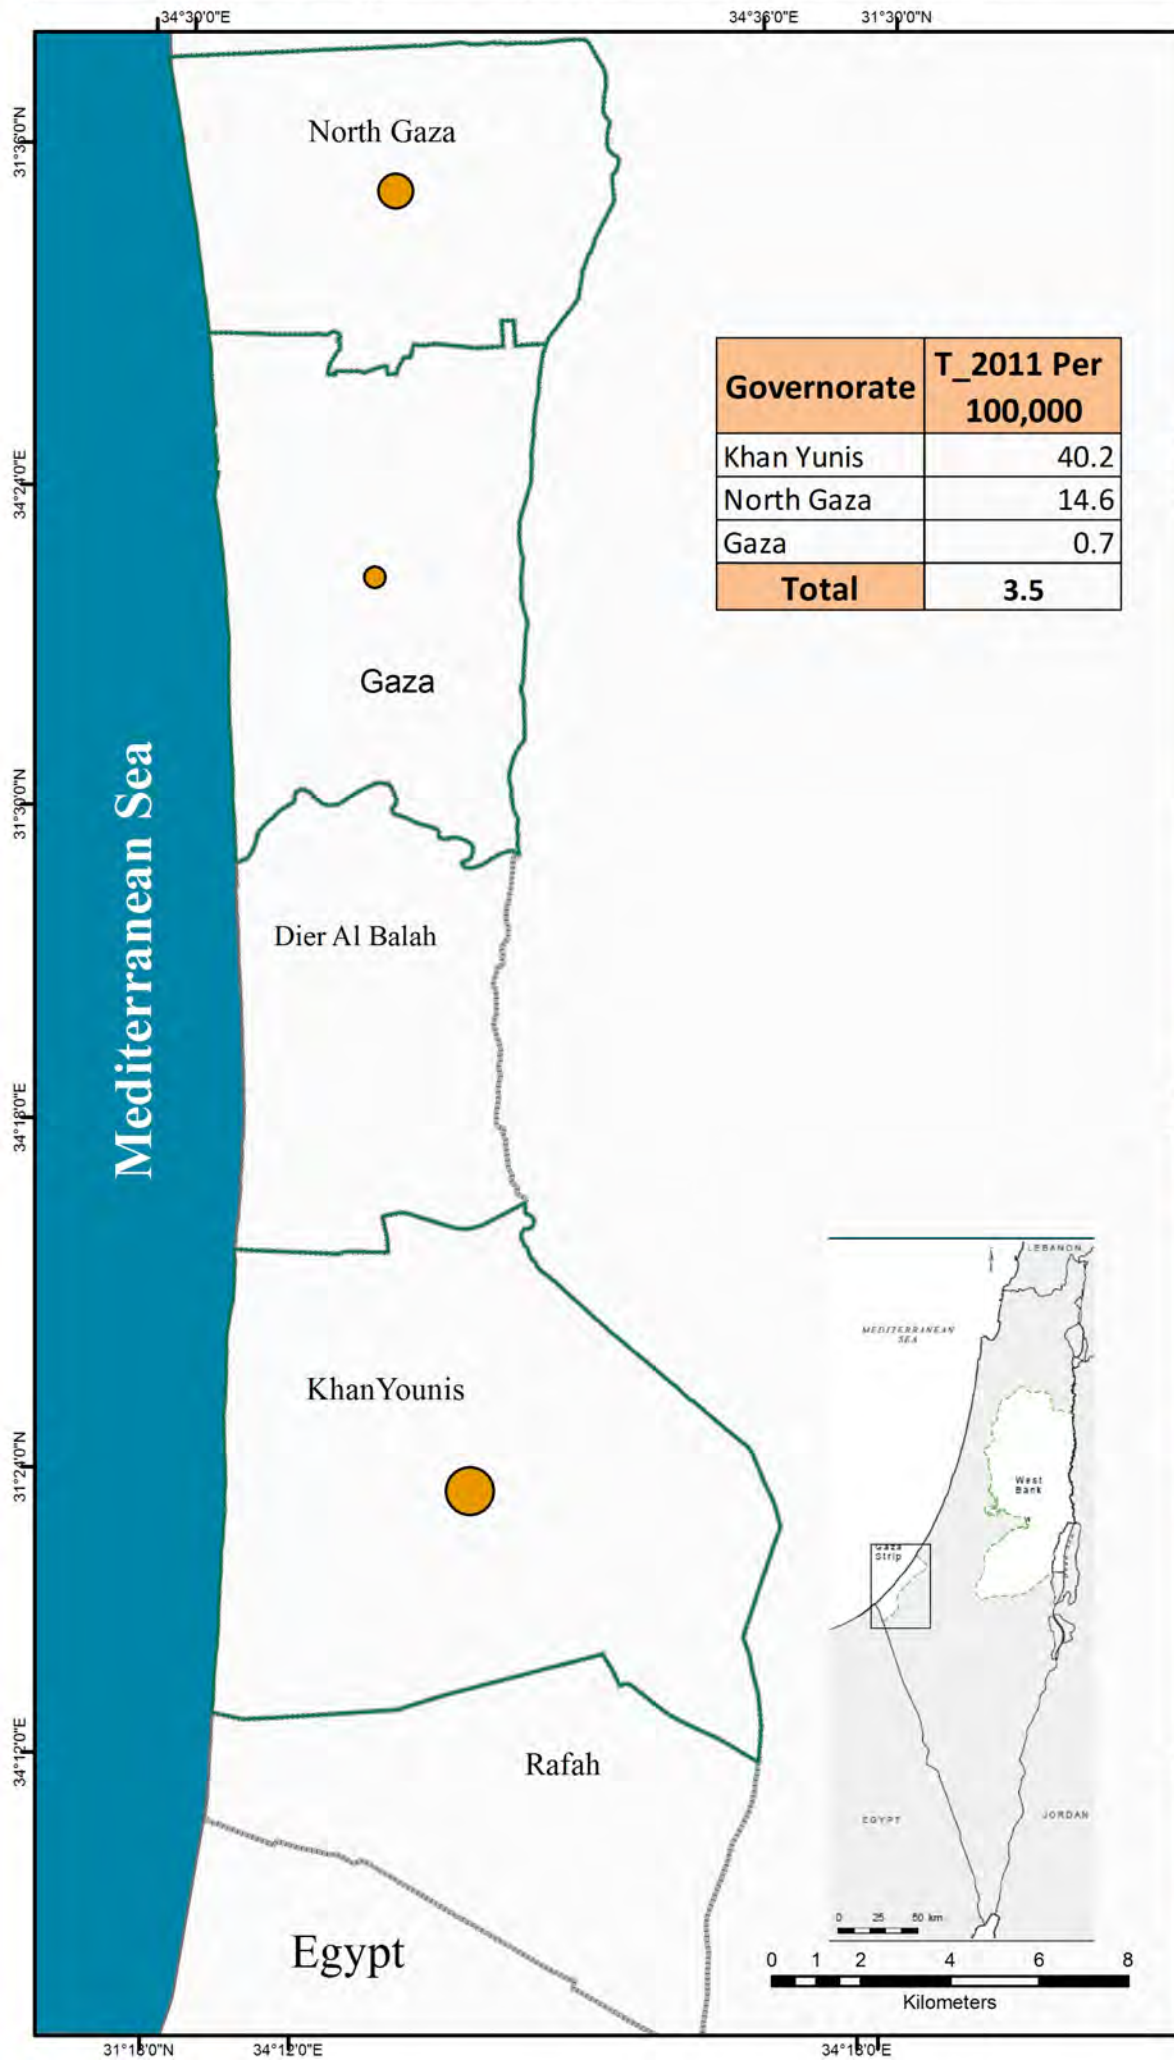 34°30'0"E
34°36'0"E
31°30'0"N
31°36'0"N
North Gaza
Governorate
T_2011 Per
100,000
Khan Yunis 40.2
North Gaza 14.6
Gaza 0.7
Total 3.5
34°24'0"E
Gaza
31°30'0"N
Mediterranean Sea
Dier Al Balah
34°18'0"E
LEBANON
MEDITERRANEAN
SEA
KhanYounis
31°24'0"N
West
Bank
Gaza
Strip
34°12'0"E
Rafah
EGYPT
JORDAN
0 25 50 km
Egypt
0 1 2 4 6 8
Kilometers
31°18'0"N
34°12'0"E
34°18'0"E